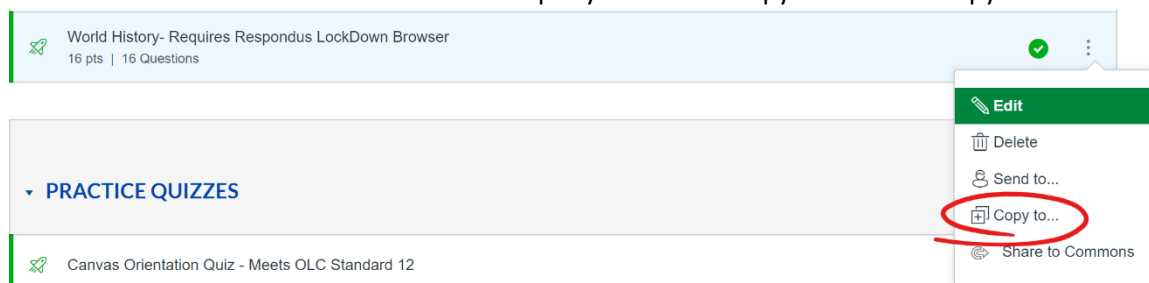 World History- Requires Respondus LockDown Browser
16 pts | 16 Questions
Edit
Delete
Send to...
Copy to...
Share to Commons
PRACTICE QUIZZES
Canvas Orientation Quiz - Meets OLC Standard 12